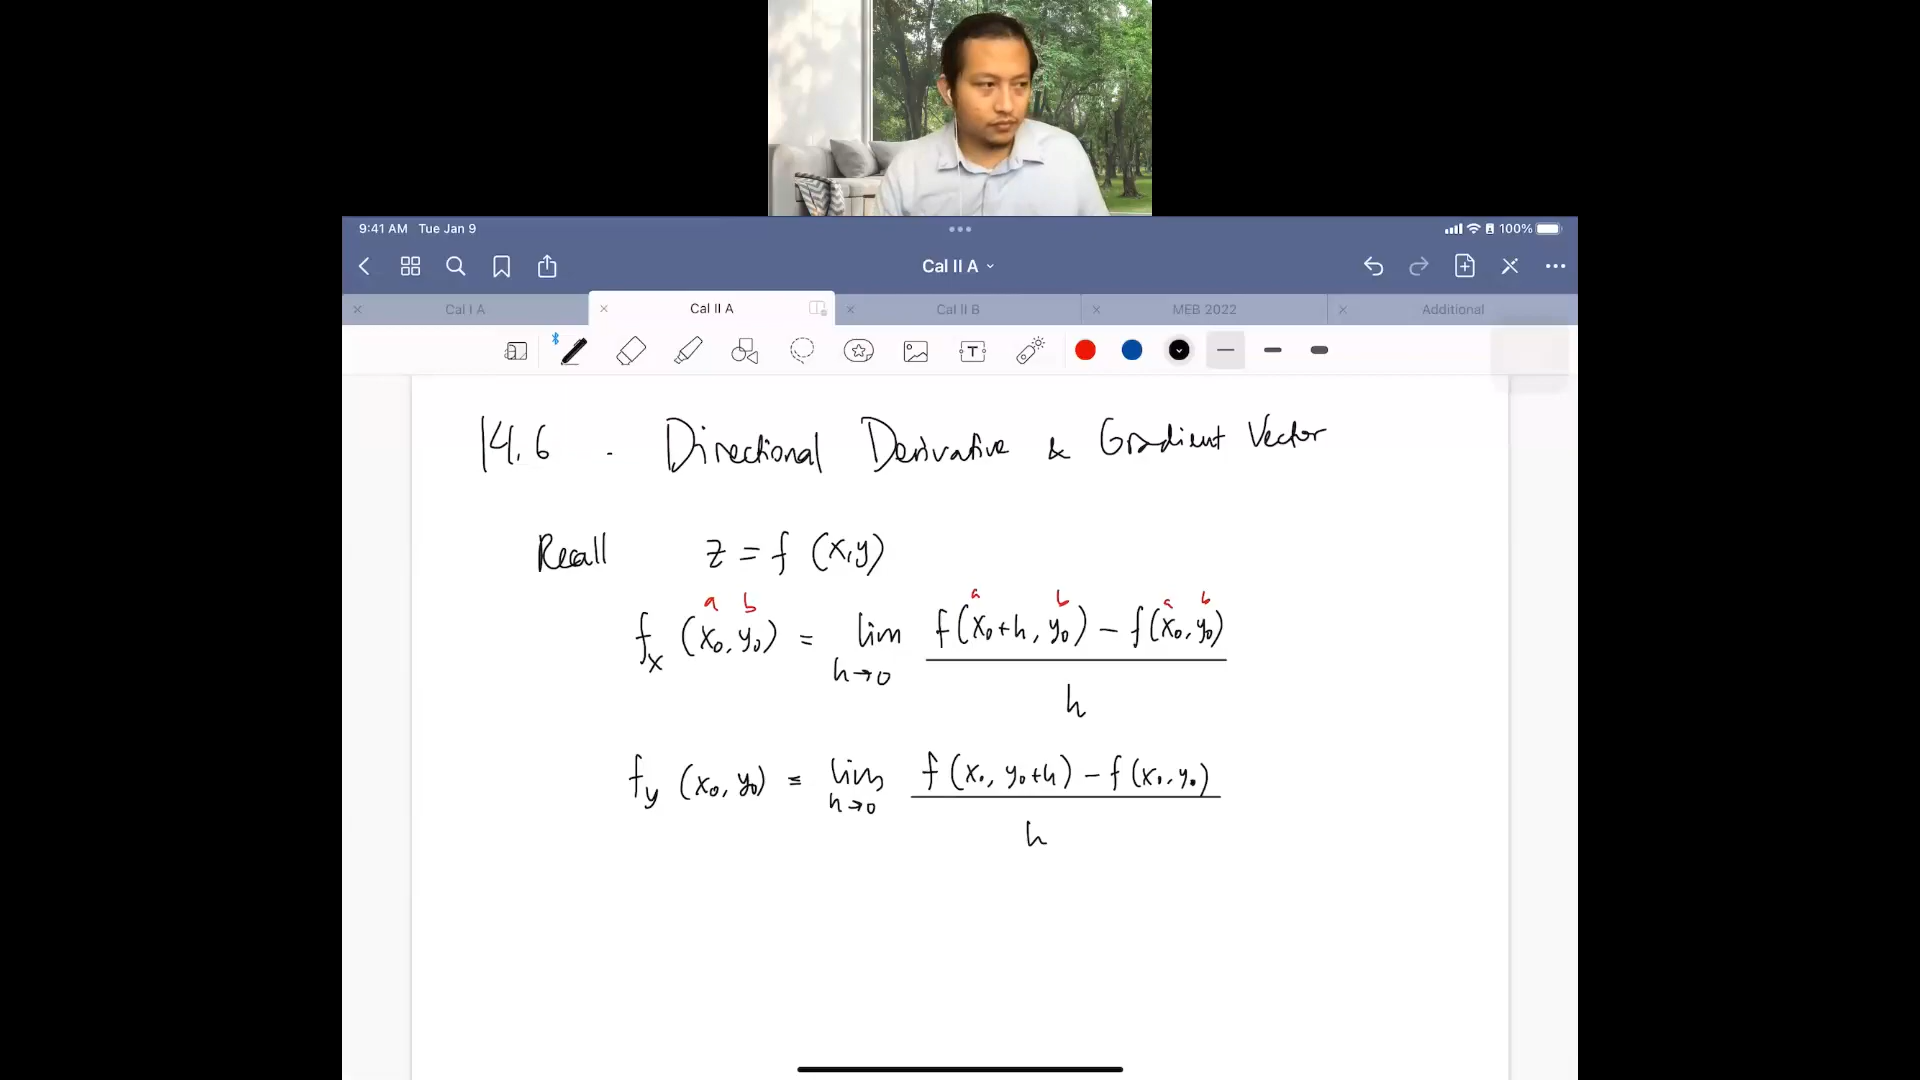 9:41 AM Tue Jan 9
100%
Cal II A
Cal I A
Cal II A
Cal II B
MEB 2022
Additional
T
14.6 . Directional Derivative & Gradient Vector
Recall z = f (x,y)
a b a b a b
f_x (x₀, y₀) = lim h→0 f(x₀+h, y₀) − f(x₀, y₀) / h
f_y (x₀, y₀) = lim h→0 f(x₀, y₀+h) − f(x₀, y₀) / h